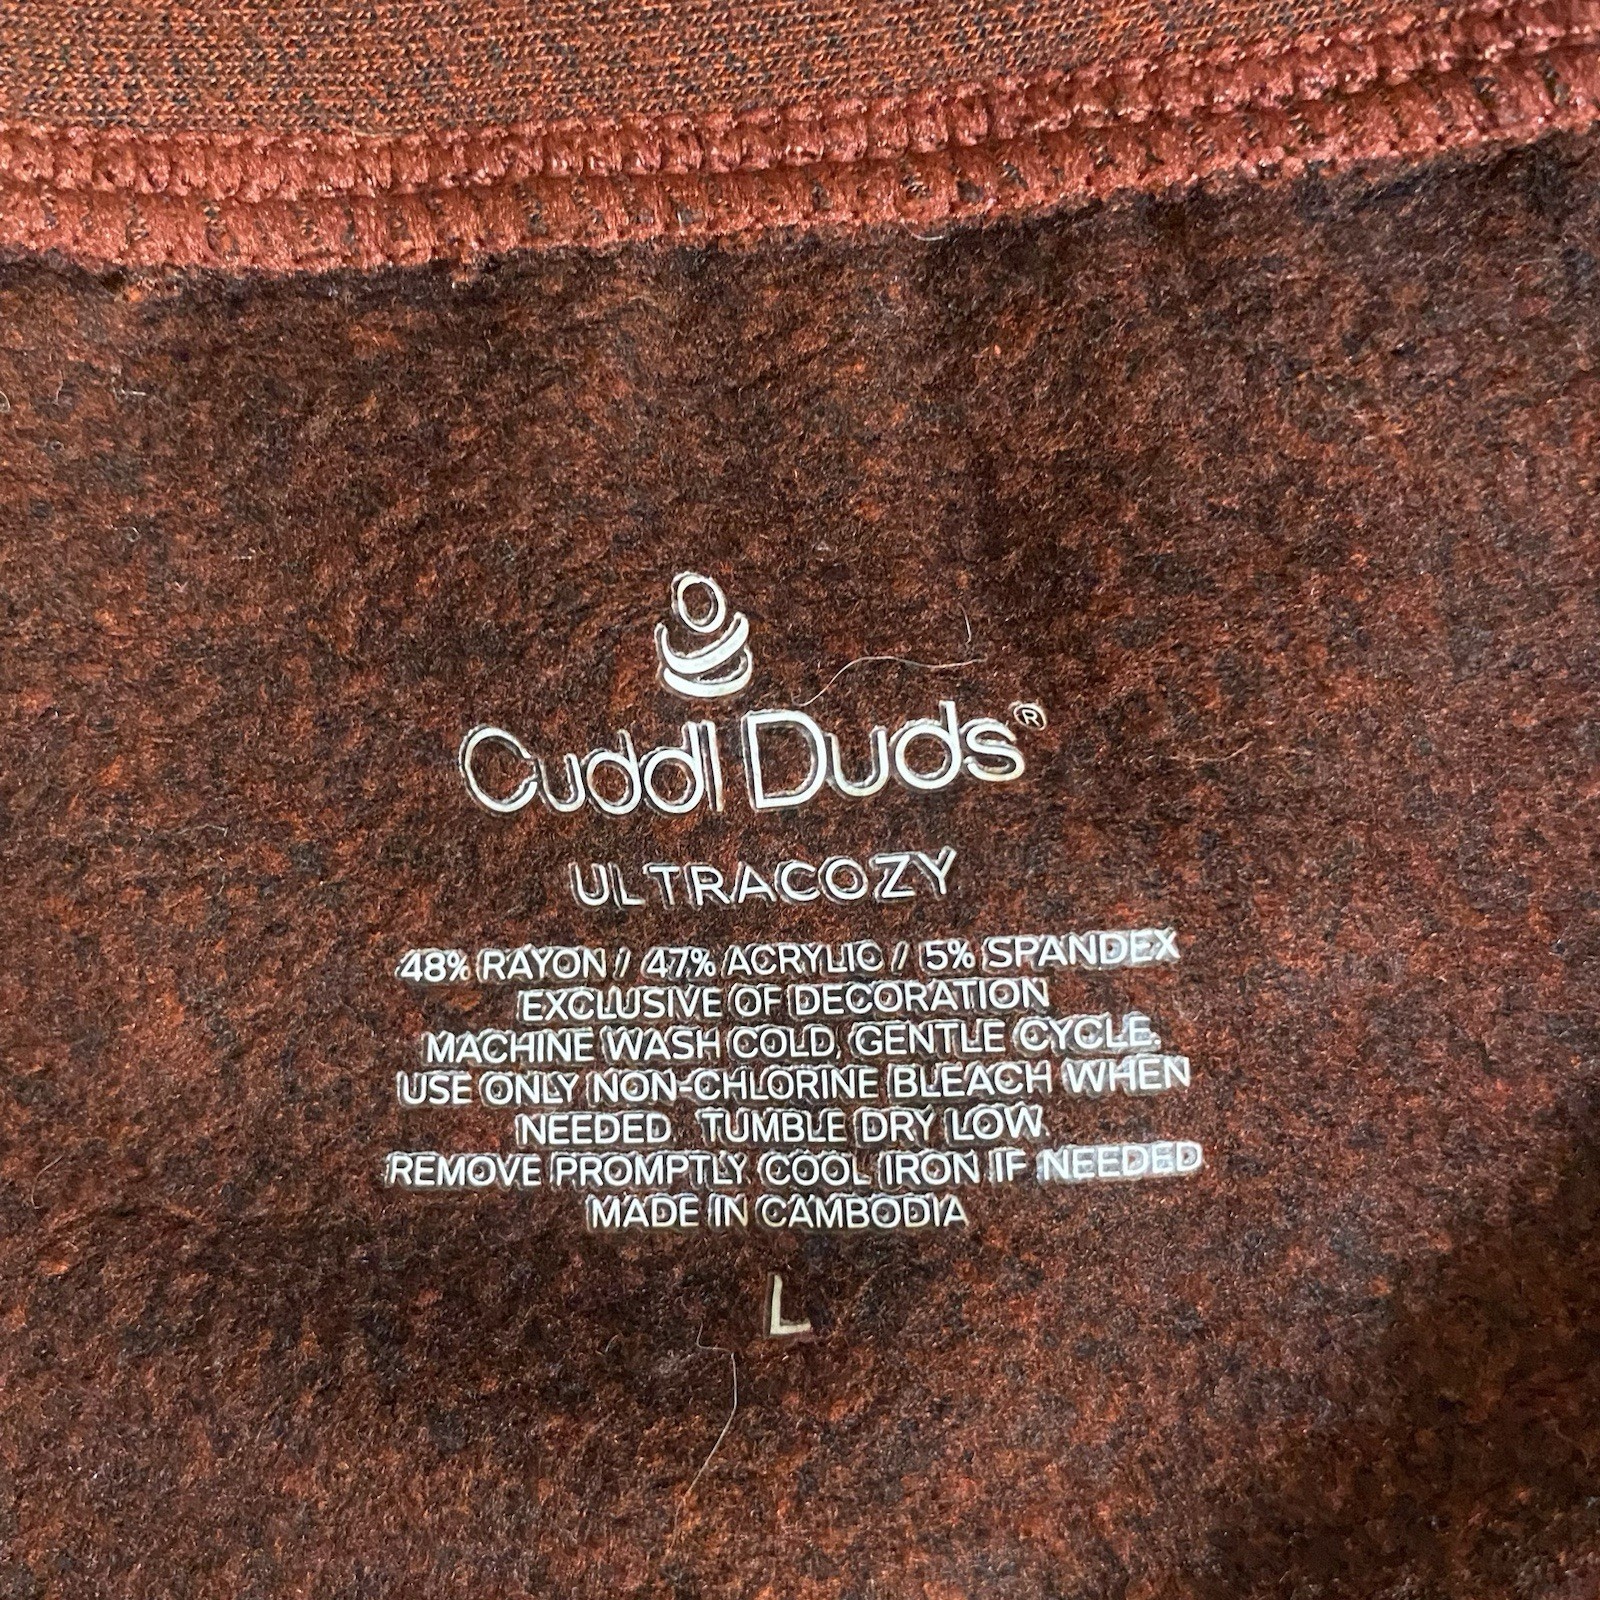 Cuddl Duds®
ULTRACOZY
48% RAYON // 47% ACRYLIC // 5% SPANDEX
EXCLUSIVE OF DECORATION
MACHINE WASH COLD, GENTLE CYCLE.
USE ONLY NON-CHLORINE BLEACH WHEN
NEEDED. TUMBLE DRY LOW
REMOVE PROMPTLY COOL IRON IF NEEDED
MADE IN CAMBODIA
L